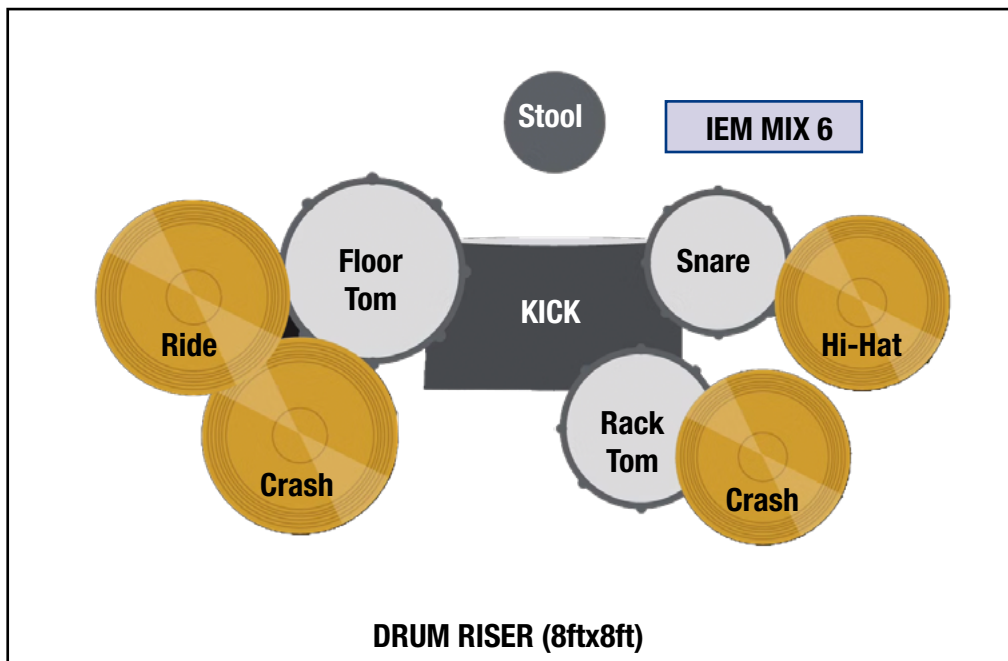 Stool
IEM MIX 6
Floor
Tom
Snare
KICK
Ride
Hi-Hat
Rack
Tom
Crash
Crash
DRUM RISER (8ftx8ft)